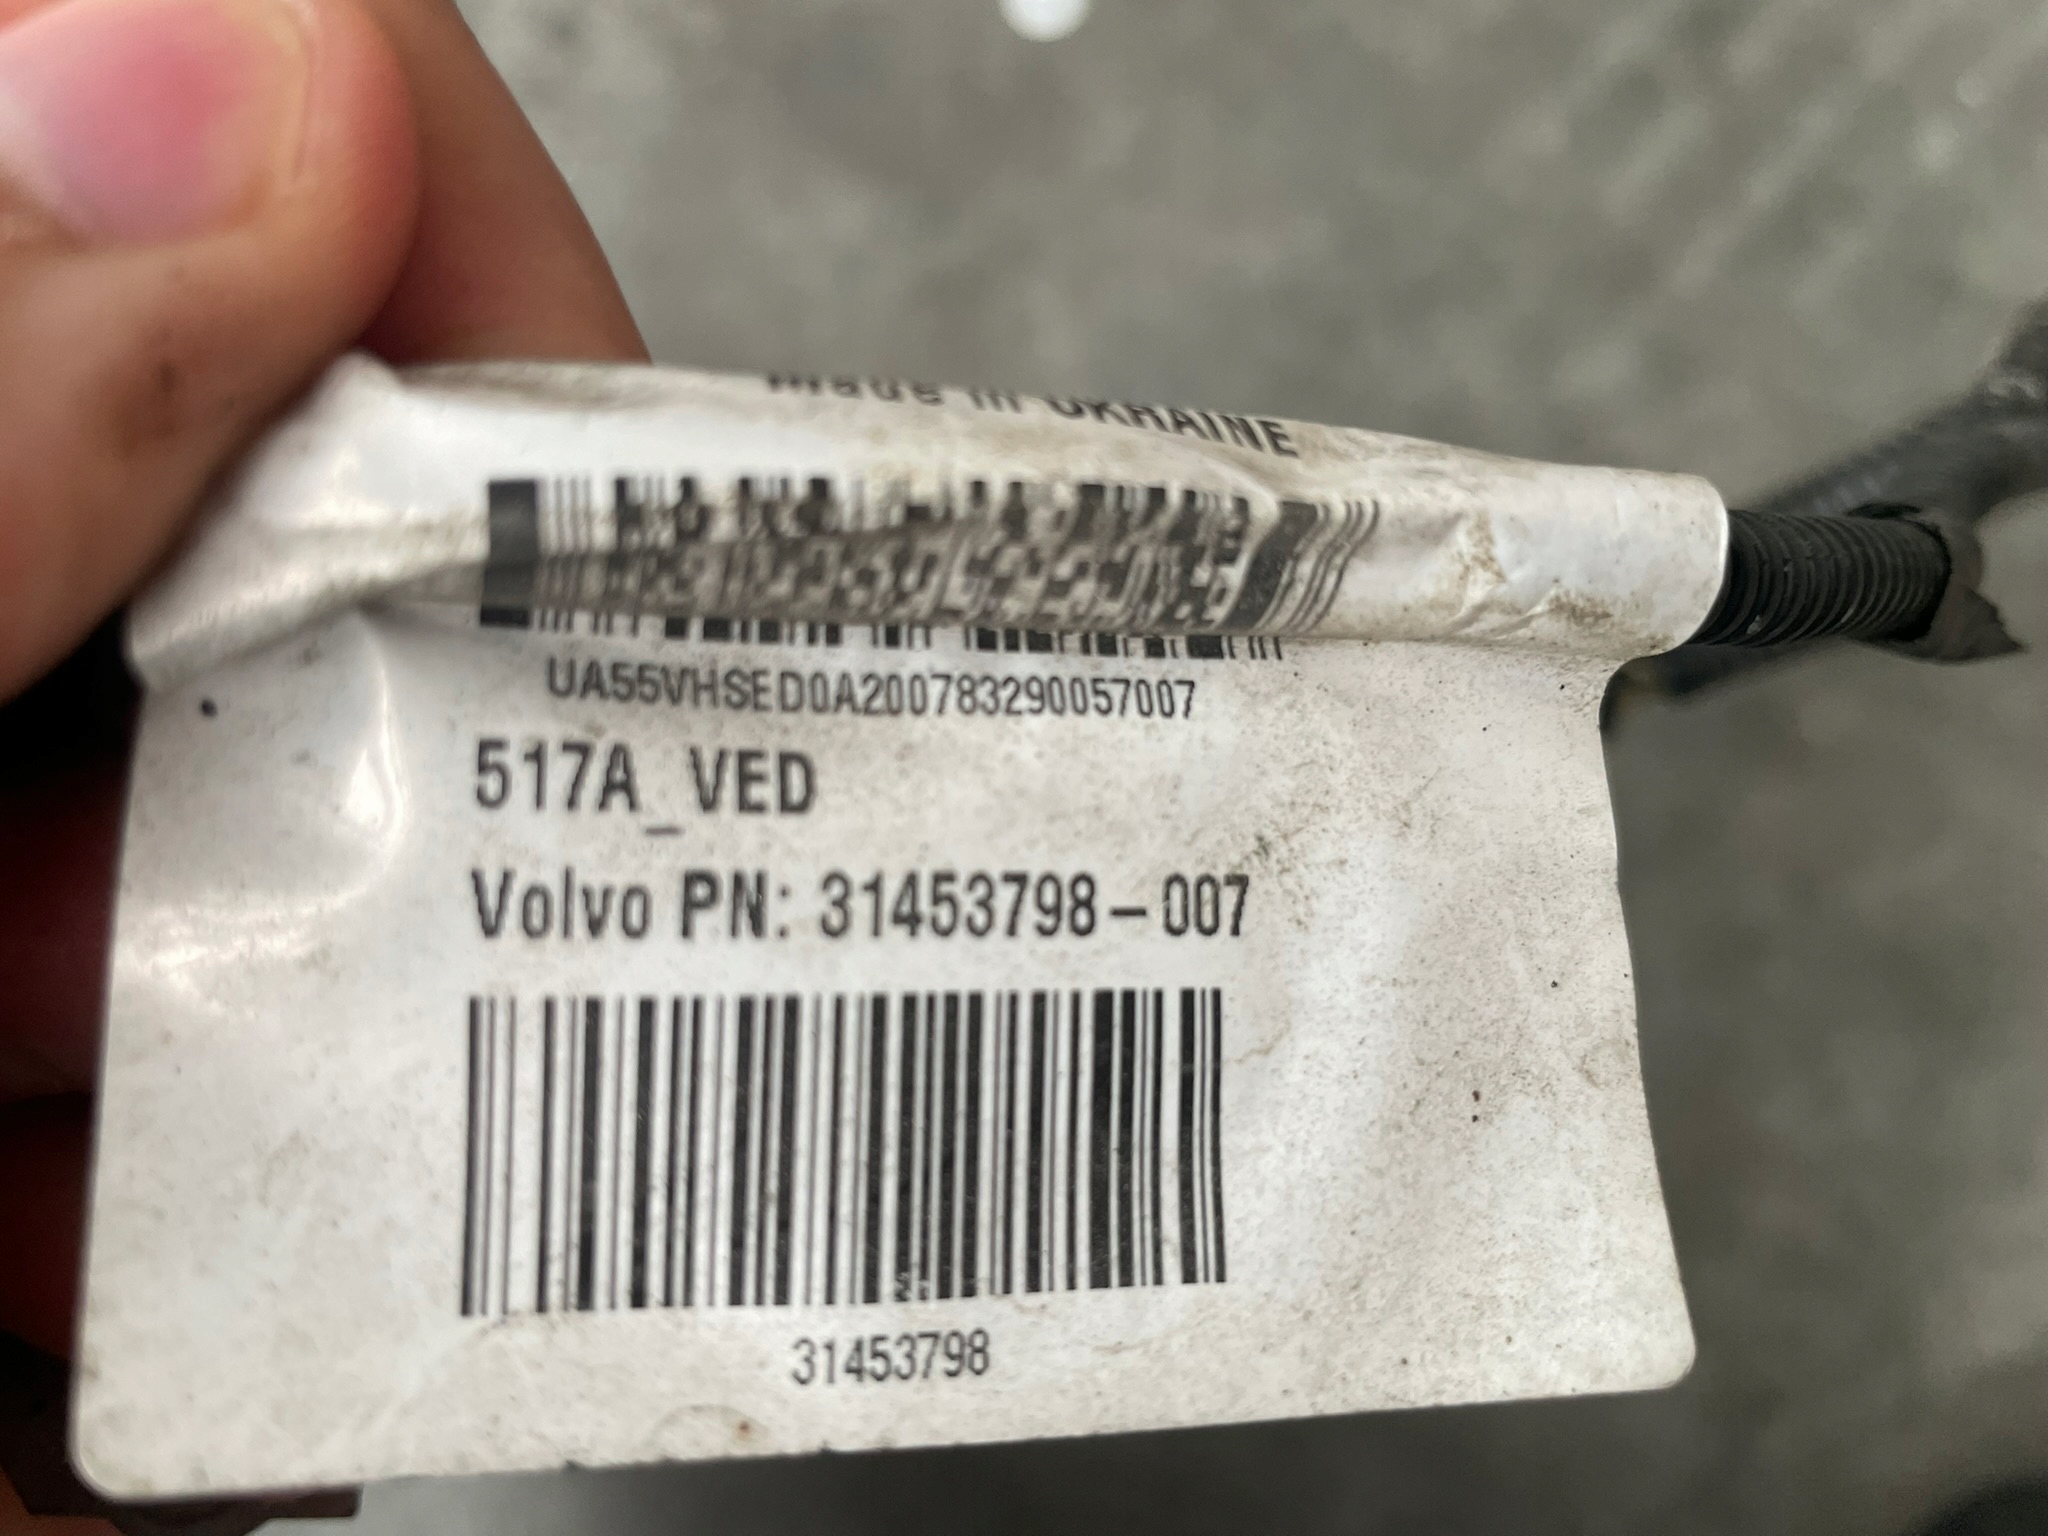 Made in UKRAINE
UA55VHSED0A200783290057007
517A_VED
Volvo PN: 31453798-007
31453798